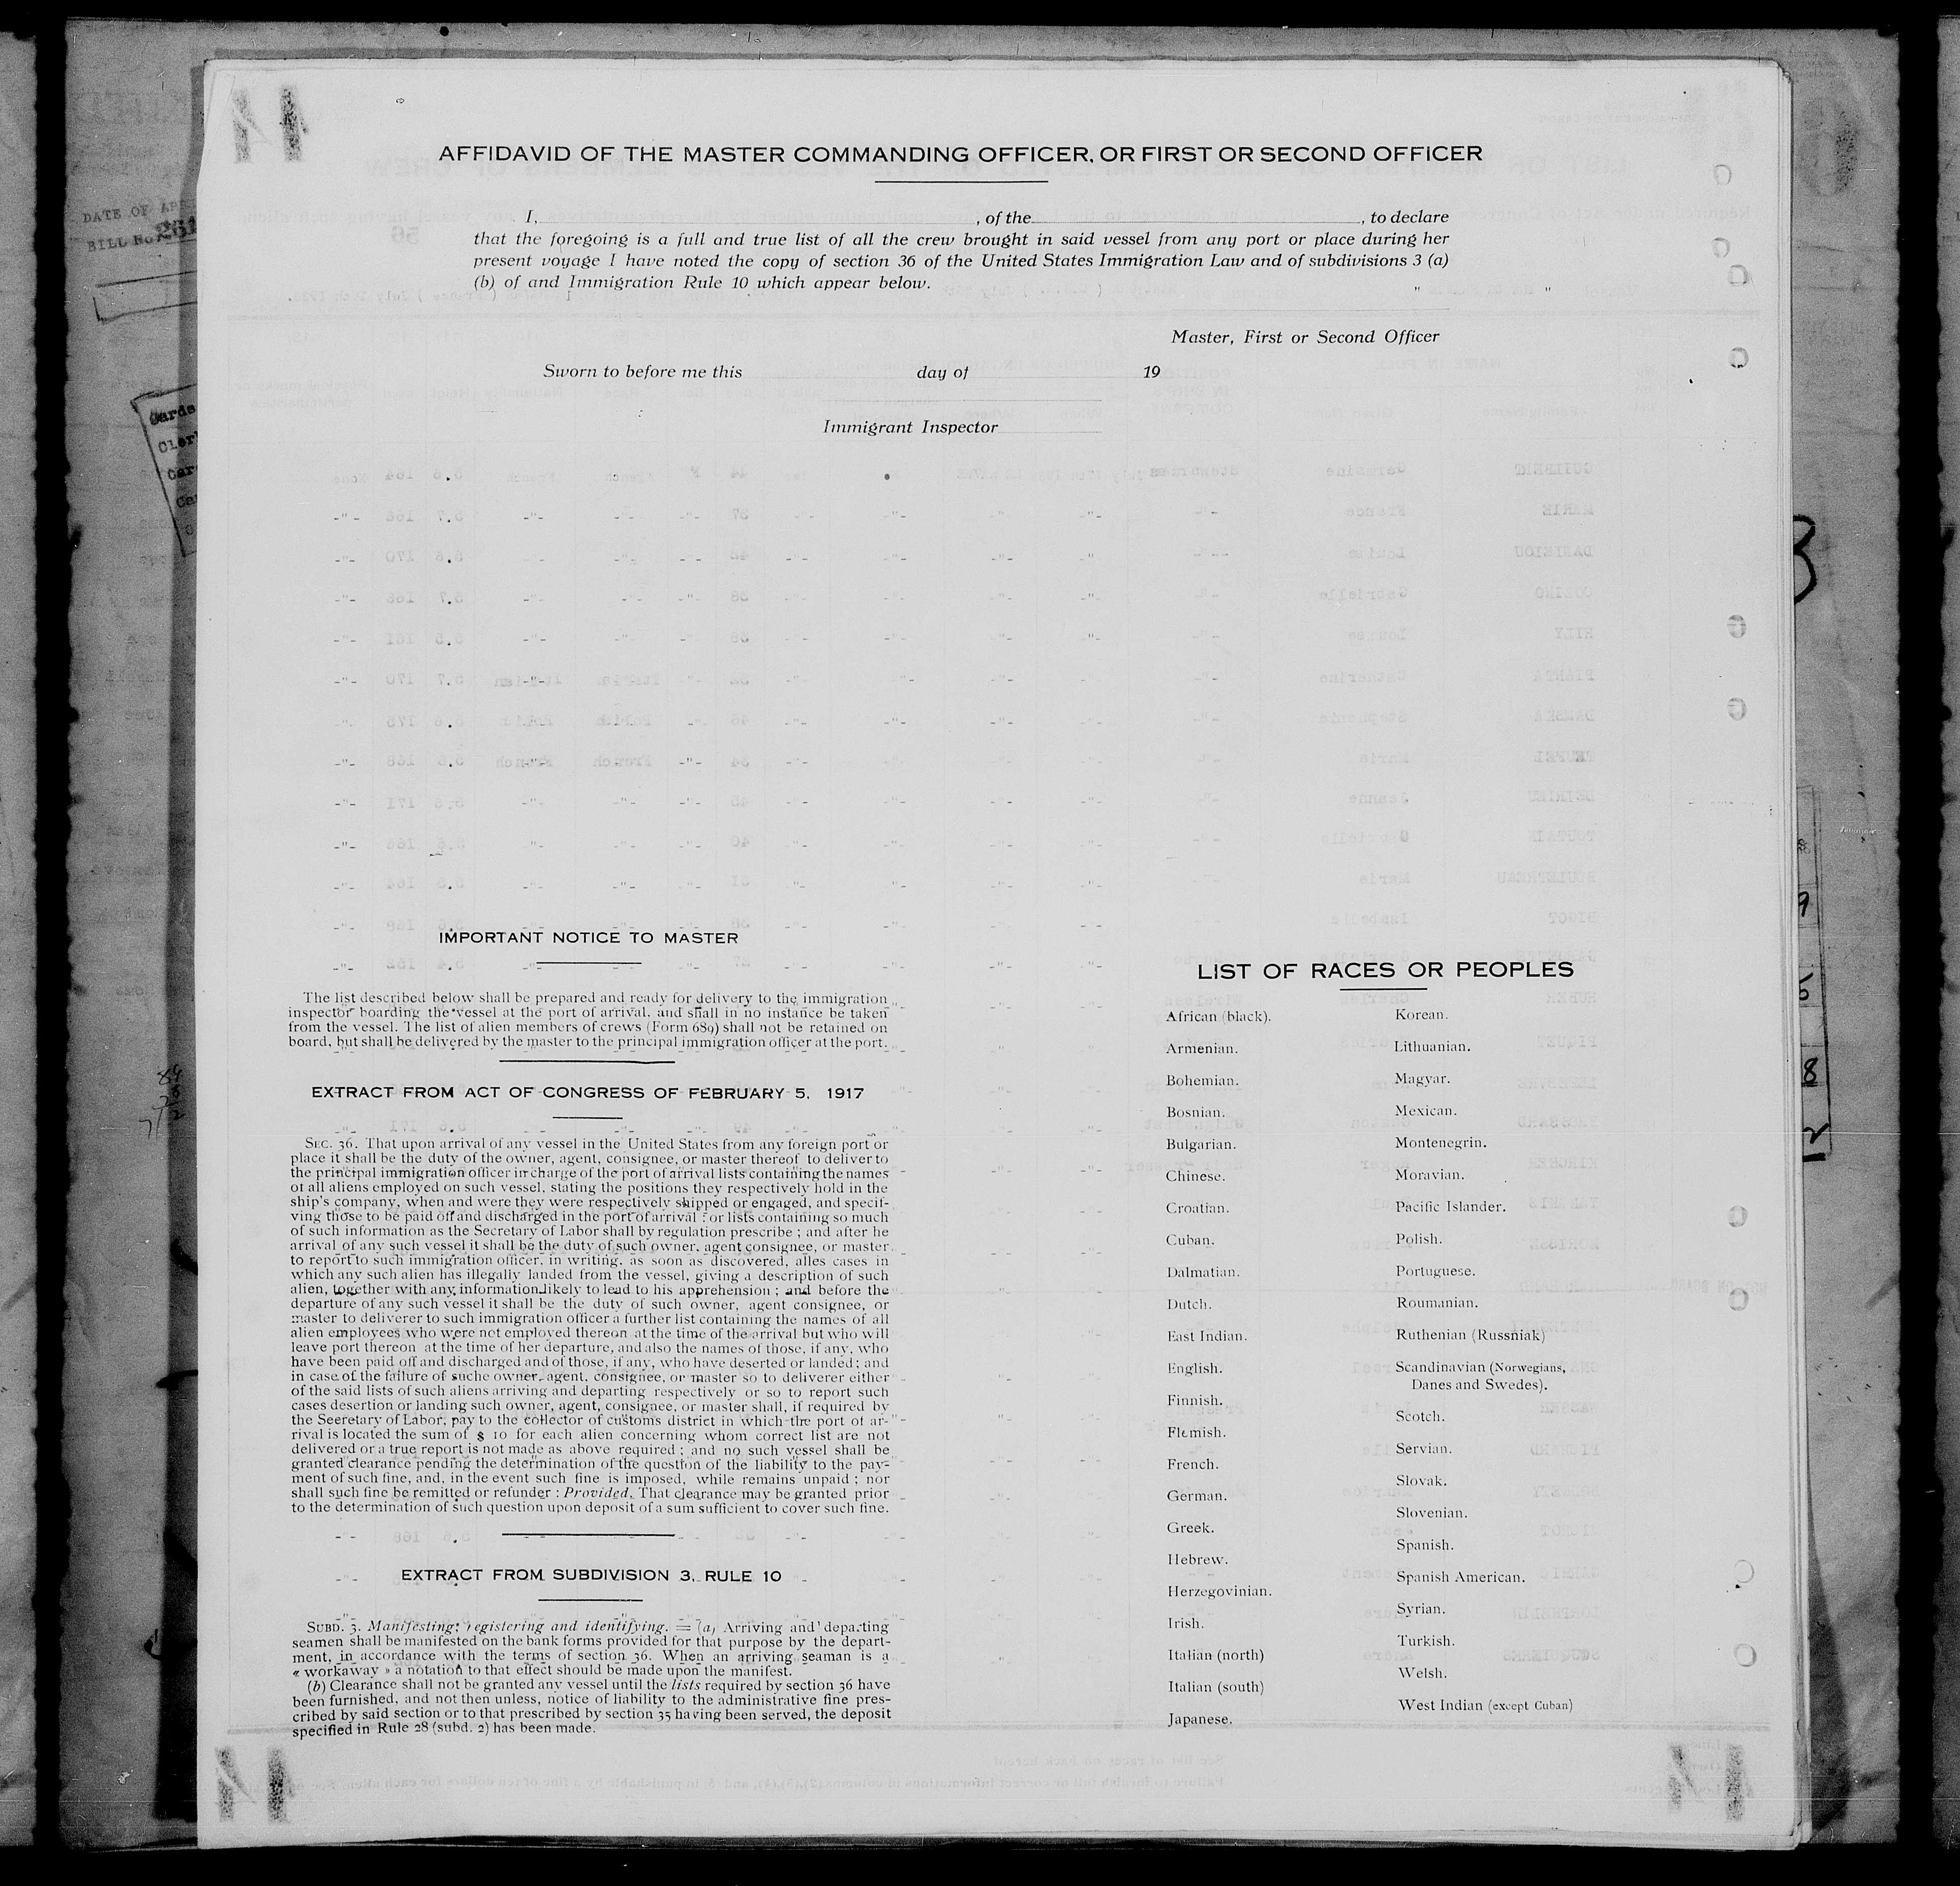 AFFIDAVID OF THE MASTER COMMANDING OFFICER, OR FIRST OR SECOND OFFICER
I, , of the , to declare
that the foregoing is a full and true list of all the crew brought in said vessel from any port or place during her
present voyage I have noted the copy of section 36 of the United States Immigration Law and of subdivisions 3 (a)
(b) of and Immigration Rule 10 which appear below.
Master, First or Second Officer
Sworn to before me this day of 19
Immigrant Inspector
IMPORTANT NOTICE TO MASTER
The list described below shall be prepared and ready for delivery to the immigration
inspector boarding the vessel at the port of arrival, and shall in no instance be taken
from the vessel. The list of alien members of crews (Form 689) shall not be retained on
board, but shall be delivered by the master to the principal immigration officer at the port.
EXTRACT FROM ACT OF CONGRESS OF FEBRUARY 5, 1917
SEC. 36. That upon arrival of any vessel in the United States from any foreign port or
place it shall be the duty of the owner, agent, consignee, or master thereof to deliver to
the principal immigration officer in charge of the port of arrival lists containing the names
ot all aliens employed on such vessel, stating the positions they respectively hold in the
ship's company, when and were they were respectively shipped or engaged, and specif-
ving those to be paid off and discharged in the port of arrival : or lists containing so much
of such information as the Secretary of Labor shall by regulation prescribe ; and after he
arrival of any such vessel it shall be the duty of such owner, agent consignee, or master
to report to such immigration officer, in writing, as soon as discovered, alles cases in
which any such alien has illegally landed from the vessel, giving a description of such
alien, together with any information likely to lead to his apprehension ; and before the
departure of any such vessel it shall be the duty of such owner, agent consignee, or
master to deliverer to such immigration officer a further list containing the names of all
alien employees who were not employed thereon at the time of the arrival but who will
leave port thereon at the time of her departure, and also the names of those, if any, who
have been paid off and discharged and of those, if any, who have deserted or landed ; and
in case of the failure of suche owner, agent, consignee, or master so to deliverer either
of the said lists of such aliens arriving and departing respectively or so to report such
cases desertion or landing such owner, agent, consignee, or master shall, if required by
the Seeretary of Labor, pay to the collector of customs district in which the port of ar-
rival is located the sum of $ 10 for each alien concerning whom correct list are not
delivered or a true report is not made as above required ; and no such vessel shall be
granted clearance pending the determination of the question of the liability to the pay-
ment of such fine, and, in the event such fine is imposed, while remains unpaid ; nor
shall such fine be remitted or refunder : Provided, That clearance may be granted prior
to the determination of such question upon deposit of a sum sufficient to cover such fine.
EXTRACT FROM SUBDIVISION 3, RULE 10
SUBD. 3. Manifesting; registering and identifying. = (a) Arriving and departing
seamen shall be manifested on the bank forms provided for that purpose by the depart-
ment, in accordance with the terms of section 36. When an arriving seaman is a
« workaway » a notation to that effect should be made upon the manifest.
(b) Clearance shall not be granted any vessel until the lists required by section 36 have
been furnished, and not then unless, notice of liability to the administrative fine pres-
cribed by said section or to that prescribed by section 35 having been served, the deposit
specified in Rule 28 (subd. 2) has been made.
LIST OF RACES OR PEOPLES
African (black).
Armenian.
Bohemian.
Bosnian.
Bulgarian.
Chinese.
Croatian.
Cuban.
Dalmatian.
Dutch.
East Indian.
English.
Finnish.
Flemish.
French.
German.
Greek.
Hebrew.
Herzegovinian.
Irish.
Italian (north)
Italian (south)
Japanese.
Korean.
Lithuanian.
Magyar.
Mexican.
Montenegrin.
Moravian.
Pacific Islander.
Polish.
Portuguese.
Roumanian.
Ruthenian (Russniak)
Scandinavian (Norwegians,
Danes and Swedes).
Scotch.
Servian.
Slovak.
Slovenian.
Spanish.
Spanish American.
Syrian.
Turkish.
Welsh.
West Indian (except Cuban)